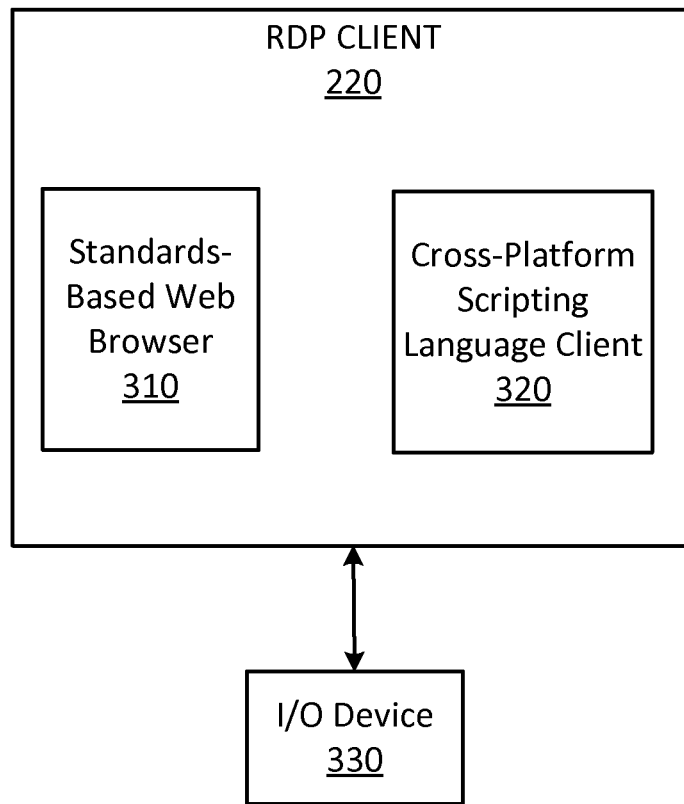 RDP CLIENT
220
Standards-
Based Web
Browser
310
Cross-Platform
Scripting
Language Client
320
I/O Device
330